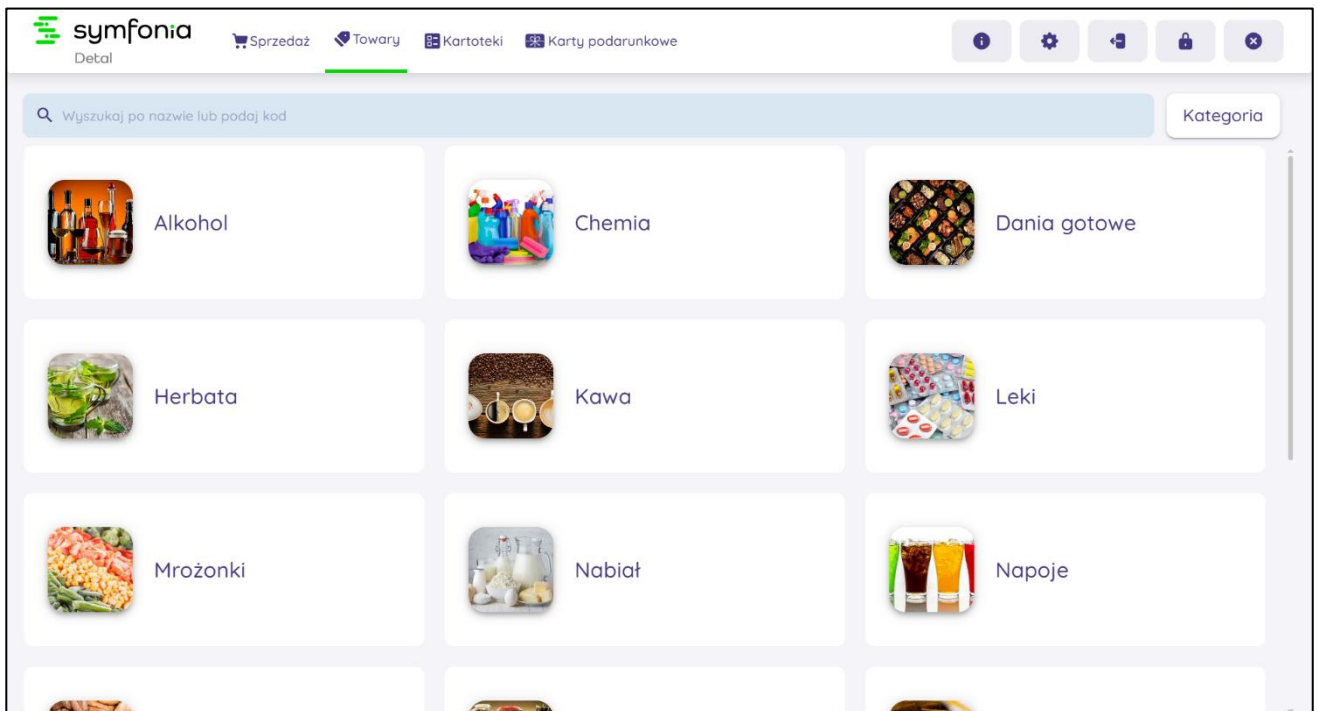 symfonia
Detal
Sprzedaż Towary Kartoteki Karty podarunkowe
Wyszukaj po nazwie lub podaj kod Kategoria
Alkohol Chemia Dania gotowe
Herbata Kawa Leki
Mrożonki Nabiał Napoje